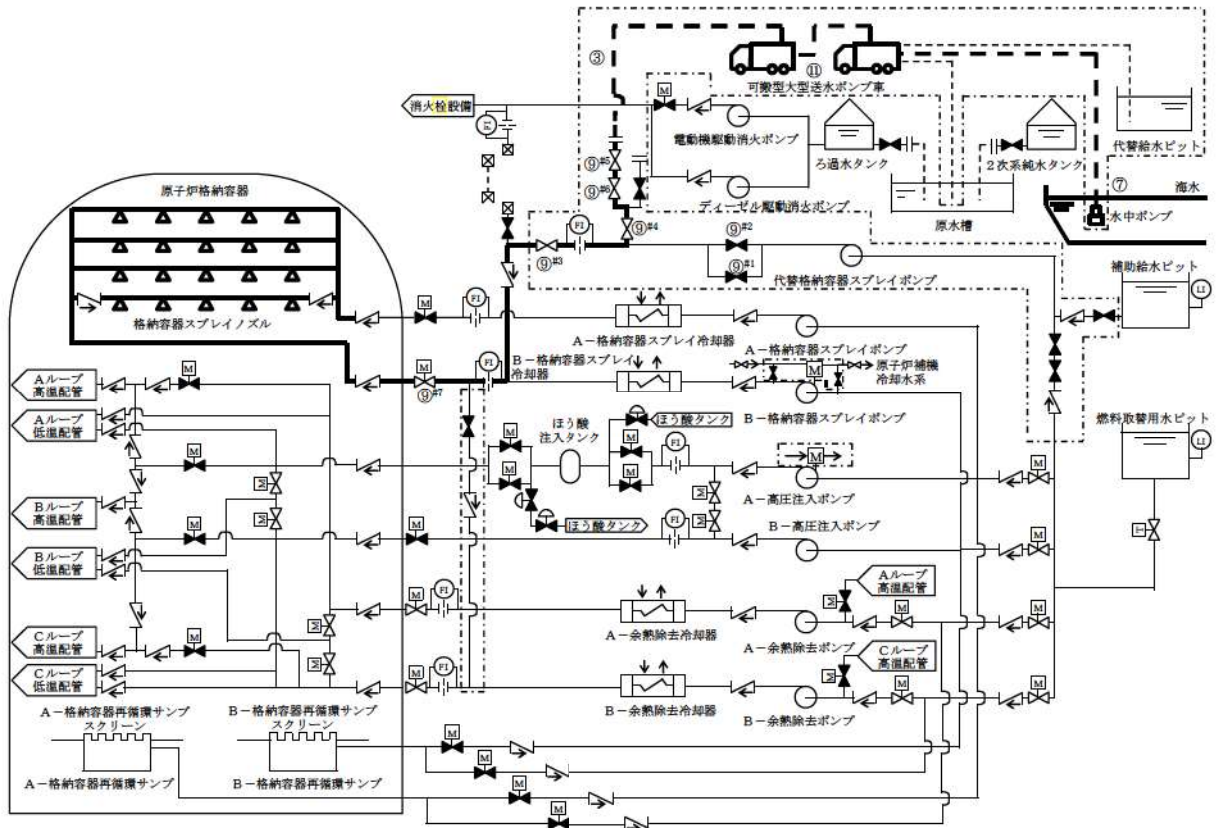 ③
⑪
可搬型大型送水ポンプ車
M
消火栓設備
FI
電動機駆動消火ポンプ
ろ過水タンク
2次系純水タンク
代替給水ピット
⑨#5
⑨#6
ディーゼル駆動消火ポンプ
原水槽
⑦
海水
水中ポンプ
原子炉格納容器
FI
⑨#4
⑨#3
⑨#2
⑨#1
代替格納容器スプレイポンプ
補助給水ピット
LI
格納容器スプレイノズル
M
FI
A-格納容器スプレイ冷却器
A-格納容器スプレイポンプ
M
FI
B-格納容器スプレイ
冷却器
M
原子炉補機
冷却水系
⑨#7
B-格納容器スプレイポンプ
Aループ
高温配管
M
Aループ
低温配管
ほう酸
注入タンク
ほう酸タンク
燃料取替用水ピット
LI
M
M
M
M
M
FI
M
M
A-高圧注入ポンプ
M
M
ほう酸タンク
Bループ
高温配管
M
M
M
FI
M
B-高圧注入ポンプ
M
T
Bループ
低温配管
Aループ
高温配管
M
FI
M
M
M
A-余熱除去冷却器
A-余熱除去ポンプ
M
Cループ
高温配管
M
Cループ
高温配管
Cループ
低温配管
M
M
FI
M
M
M
B-余熱除去冷却器
B-余熱除去ポンプ
A-格納容器再循環サンプ
スクリーン
B-格納容器再循環サンプ
スクリーン
M
M
A-格納容器再循環サンプ
B-格納容器再循環サンプ
M
M